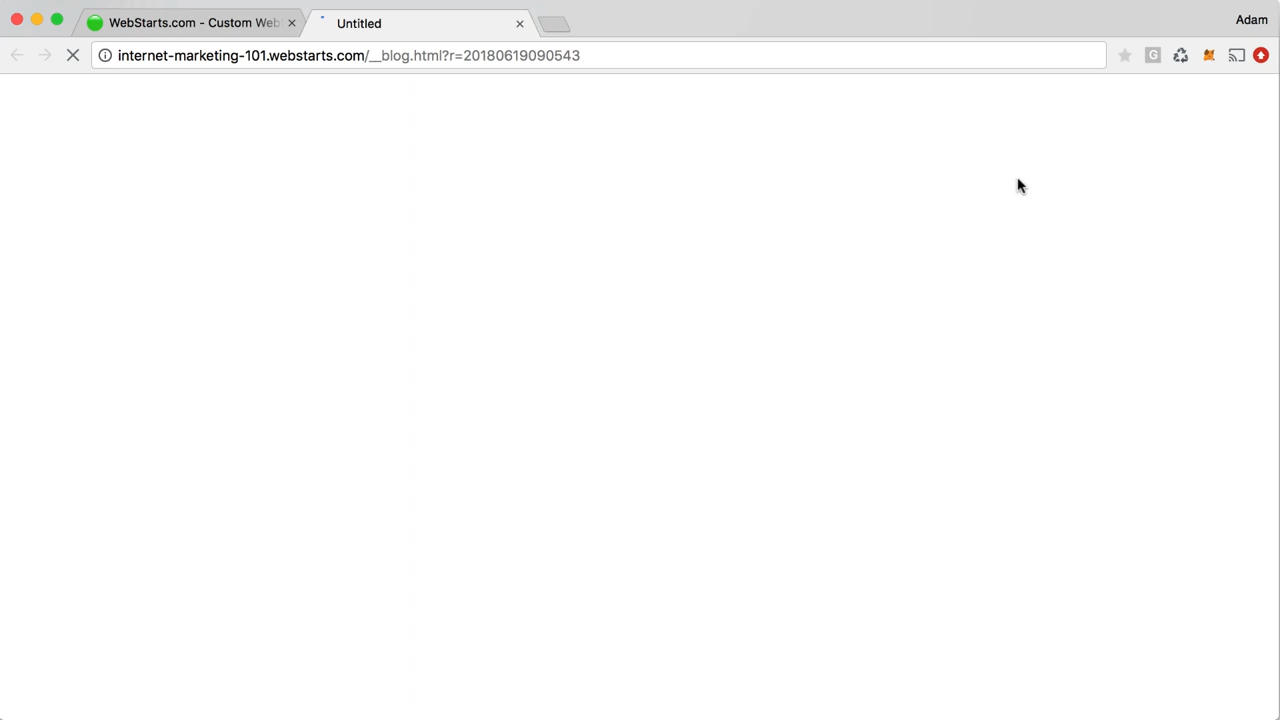 WebStarts.com - Custom Web
Untitled
Adam
internet-marketing-101.webstarts.com/__blog.html?r=20180619090543
G